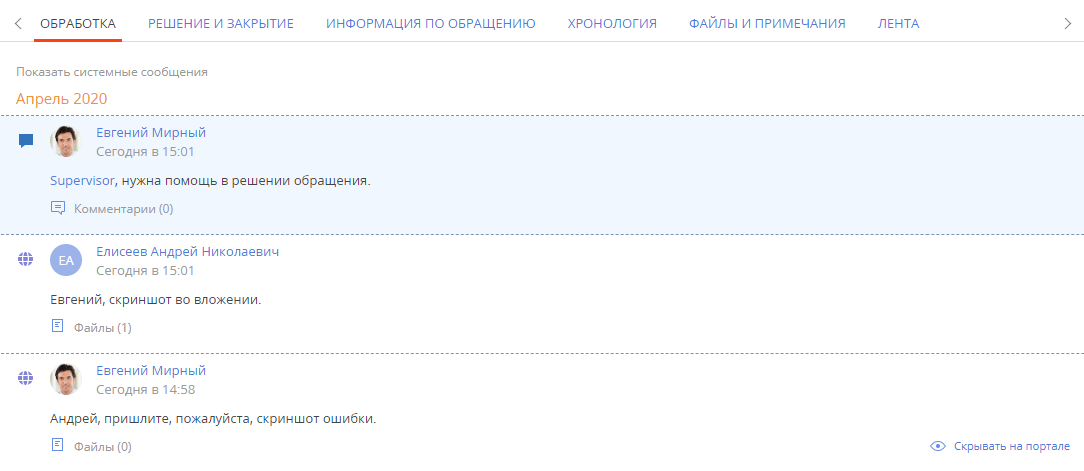 ОБРАБОТКА РЕШЕНИЕ И ЗАКРЫТИЕ ИНФОРМАЦИЯ ПО ОБРАЩЕНИЮ ХРОНОЛОГИЯ ФАЙЛЫ И ПРИМЕЧАНИЯ ЛЕНТА
Показать системные сообщения
Апрель 2020
Евгений Мирный
Сегодня в 15:01
Supervisor, нужна помощь в решении обращения.
Комментарии (0)
Елисеев Андрей Николаевич
ЕА
Сегодня в 15:01
Евгений, скриншот во вложении.
Файлы (1)
Евгений Мирный
Сегодня в 14:58
Андрей, пришлите, пожалуйста, скриншот ошибки.
Файлы (0) Скрывать на портале